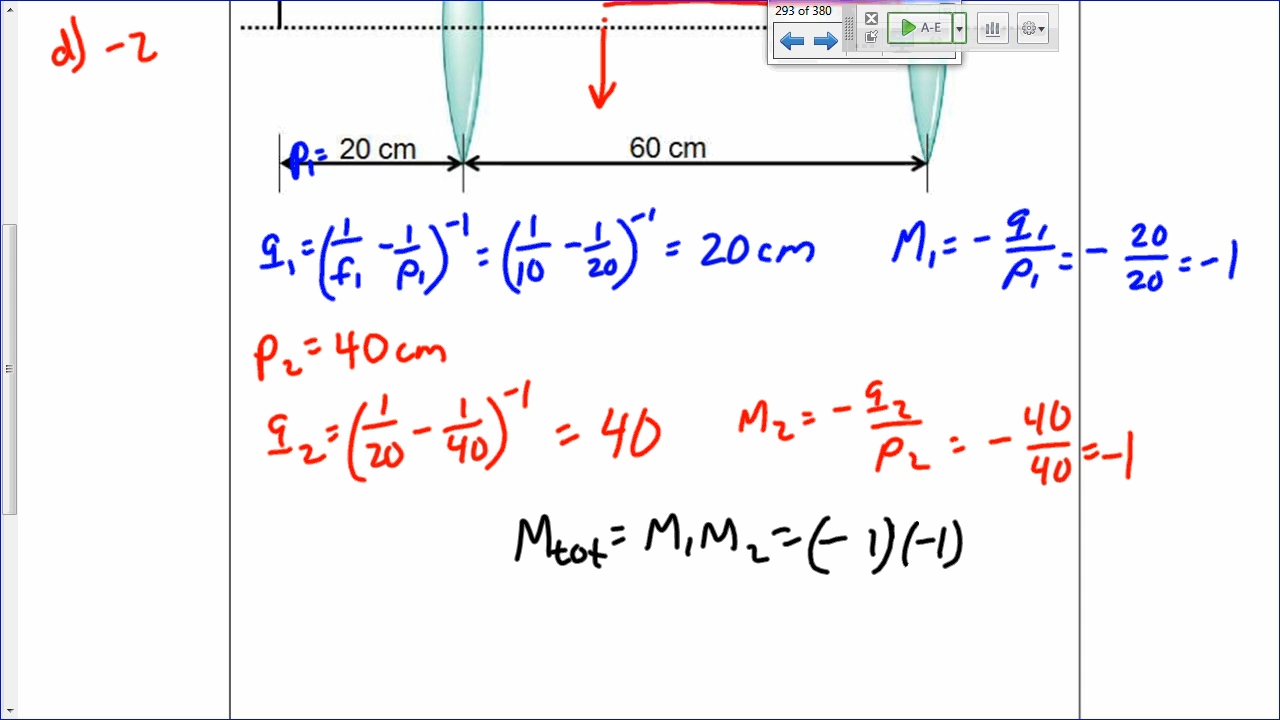 293 of 380
A-E
d) -2
p₁= 20 cm
60 cm
q₁ = (1/f₁ - 1/p₁)⁻¹ = (1/10 - 1/20)⁻¹ = 20 cm M₁ = - q₁/p₁ = - 20/20 = -1
p₂ = 40 cm
q₂ = (1/20 - 1/40)⁻¹ = 40 M₂ = - q₂/p₂ = - 40/40 = -1
Mtot = M₁M₂ = (- 1)(-1)